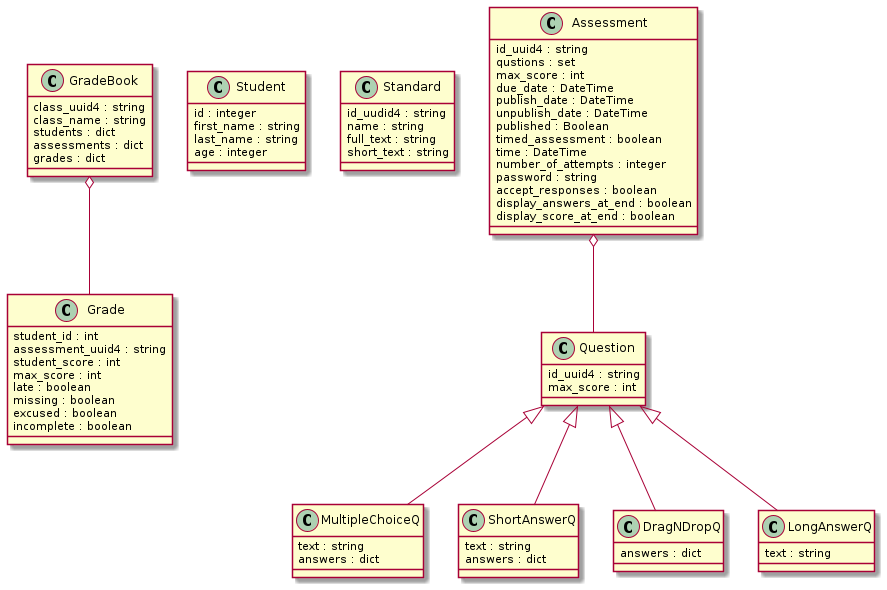 C GradeBook
class_uuid4 : string
class_name : string
students : dict
assessments : dict
grades : dict
C Student
id : integer
first_name : string
last_name : string
age : integer
C Standard
id_uudid4 : string
name : string
full_text : string
short_text : string
C Assessment
id_uuid4 : string
qustions : set
max_score : int
due_date : DateTime
publish_date : DateTime
unpublish_date : DateTime
published : Boolean
timed_assessment : boolean
time : DateTime
number_of_attempts : integer
password : string
accept_responses : boolean
display_answers_at_end : boolean
display_score_at_end : boolean
C Grade
student_id : int
assessment_uuid4 : string
student_score : int
max_score : int
late : boolean
missing : boolean
excused : boolean
incomplete : boolean
C Question
id_uuid4 : string
max_score : int
C MultipleChoiceQ
text : string
answers : dict
C ShortAnswerQ
text : string
answers : dict
C DragNDropQ
answers : dict
C LongAnswerQ
text : string